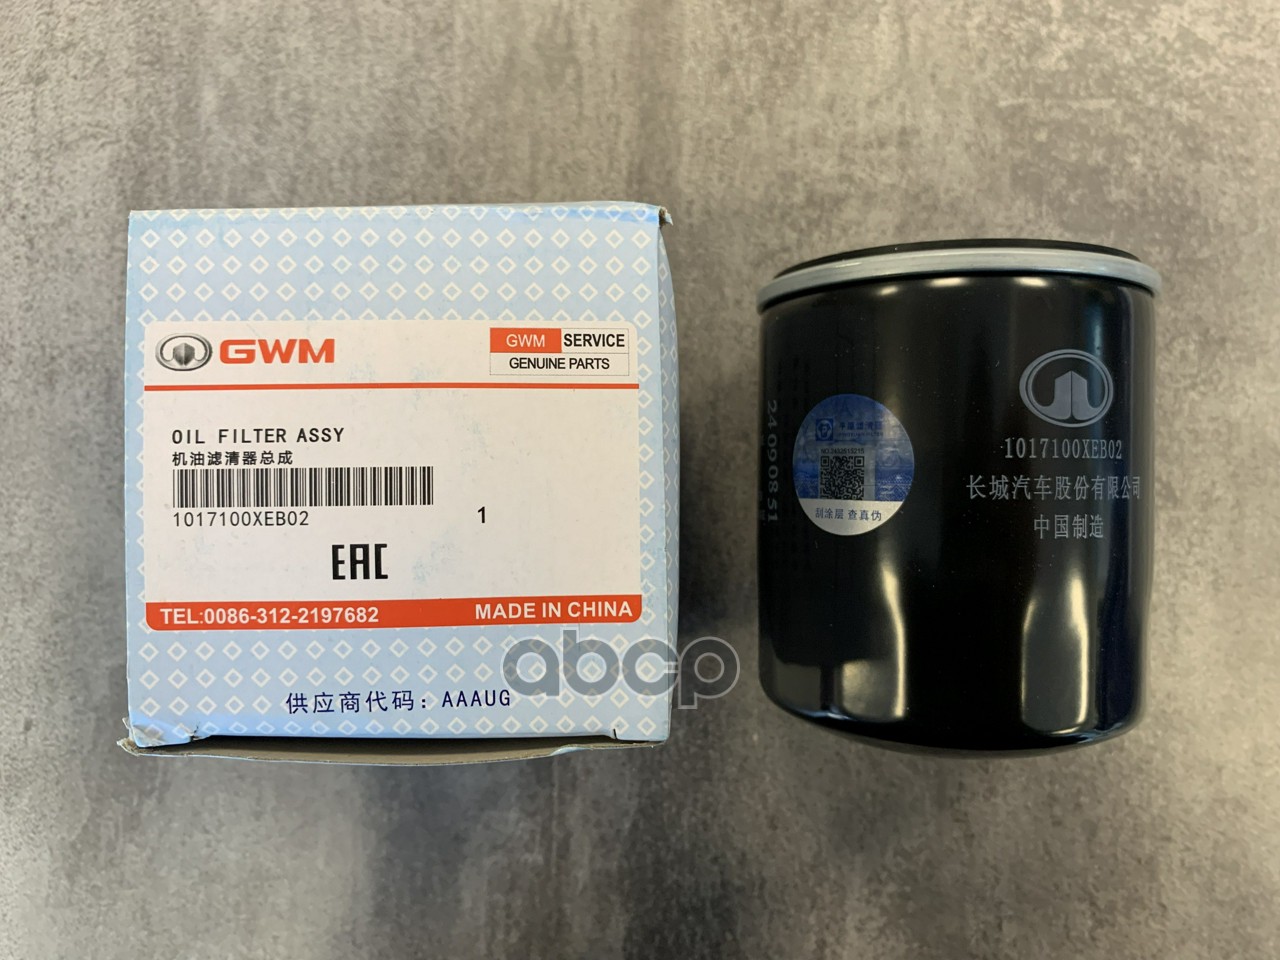 GWM
GWM SERVICE
GENUINE PARTS
OIL FILTER ASSY
机油滤清器总成
1017100XEB02
1
EAC
TEL:0086-312-2197682
MADE IN CHINA
供应商代码：AAAUG
abcp
24090851
刮涂层 查真伪
1017100XEB02
长城汽车股份有限公司
中国制造